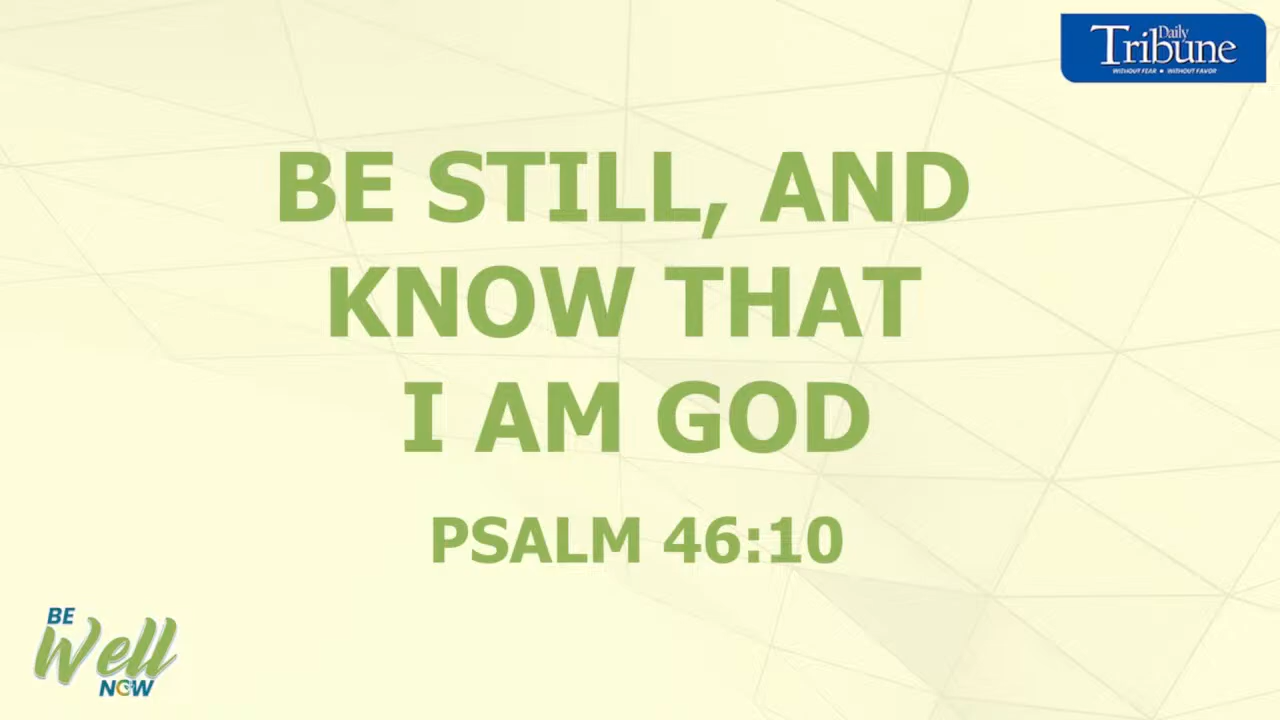 Daily
Tribune
WITHOUT FEAR • WITHOUT FAVOR
BE STILL, AND
KNOW THAT
I AM GOD
PSALM 46:10
BE
Well
NOW